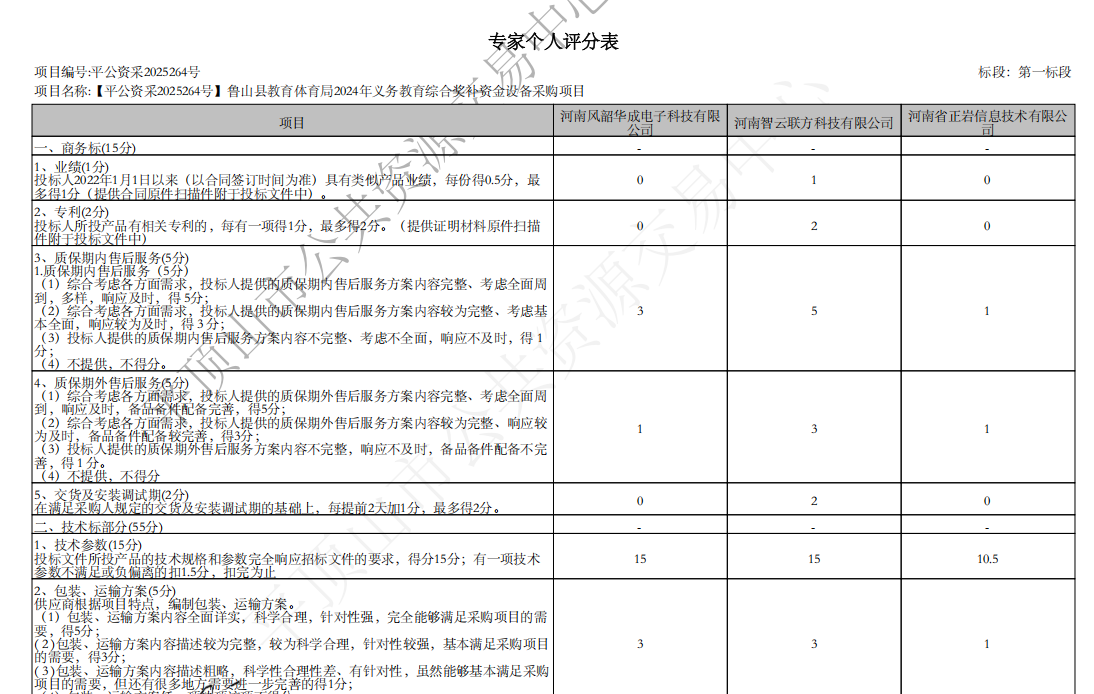 专家个人评分表
项目编号:平公资采2025264号
标段：第一标段
项目名称:【平公资采2025264号】鲁山县教育体育局2024年义务教育综合奖补资金设备采购项目
项目
河南风韶华成电子科技有限
公司
河南智云联方科技有限公司
河南省正岩信息技术有限公
司
一、商务标(15分)
-
-
-
1、业绩(1分)
投标人2022年1月1日以来（以合同签订时间为准）具有类似产品业绩，每份得0.5分，最
多得1分（提供合同原件扫描件附于投标文件中）。
0
1
0
2、专利(2分)
投标人所投产品有相关专利的，每有一项得1分，最多得2分。（提供证明材料原件扫描
件附于投标文件中）
0
2
0
3、质保期内售后服务(5分)
1.质保期内售后服务（5分）
（1）综合考虑各方面需求，投标人提供的质保期内售后服务方案内容完整、考虑全面周
到，多样，响应及时，得 5分；
（2）综合考虑各方面需求，投标人提供的质保期内售后服务方案内容较为完整、考虑基
本全面，响应较为及时，得 3 分；
（3）投标人提供的质保期内售后服务方案内容不完整、考虑不全面，响应不及时，得 1
分；
（4）不提供，不得分。
3
5
1
4、质保期外售后服务(5分)
（1）综合考虑各方面需求，投标人提供的质保期外售后服务方案内容完整、考虑全面周
到，响应及时，备品备件配备完善，得5分；
（2）综合考虑各方面需求，投标人提供的质保期外售后服务方案内容较为完整、响应较
为及时，备品备件配备较完善，得3分；
（3）投标人提供的质保期外售后服务方案内容不完整，响应不及时，备品备件配备不完
善，得 1 分。
（4）不提供，不得分
1
3
1
5、交货及安装调试期(2分)
在满足采购人规定的交货及安装调试期的基础上，每提前2天加1分，最多得2分。
0
2
0
二、技术标部分(55分)
-
-
-
1、技术参数(15分)
投标文件所投产品的技术规格和参数完全响应招标文件的要求，得分15分；有一项技术
参数不满足或负偏离的扣1.5分，扣完为止
15
15
10.5
2、包装、运输方案(5分)
供应商根据项目特点，编制包装、运输方案。
（1）包装、运输方案内容全面详实，科学合理，针对性强，完全能够满足采购项目的需
要，得5分；
(2)包装、运输方案内容描述较为完整，较为科学合理，针对性较强，基本满足采购项目
的需要，得3分；
(3)包装、运输方案内容描述粗略，科学性合理性差、有针对性，虽然能够基本满足采购
项目的需要，但还有很多地方需要进一步完善的得1分；
3
3
1
平顶山市公共资源交易中心
平顶山市公共资源交易中心